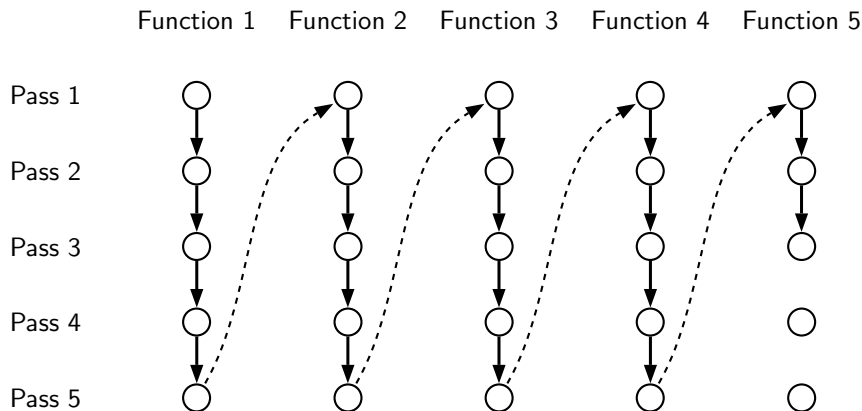 Function 1 Function 2 Function 3 Function 4 Function 5
Pass 1
Pass 2
Pass 3
Pass 4
Pass 5